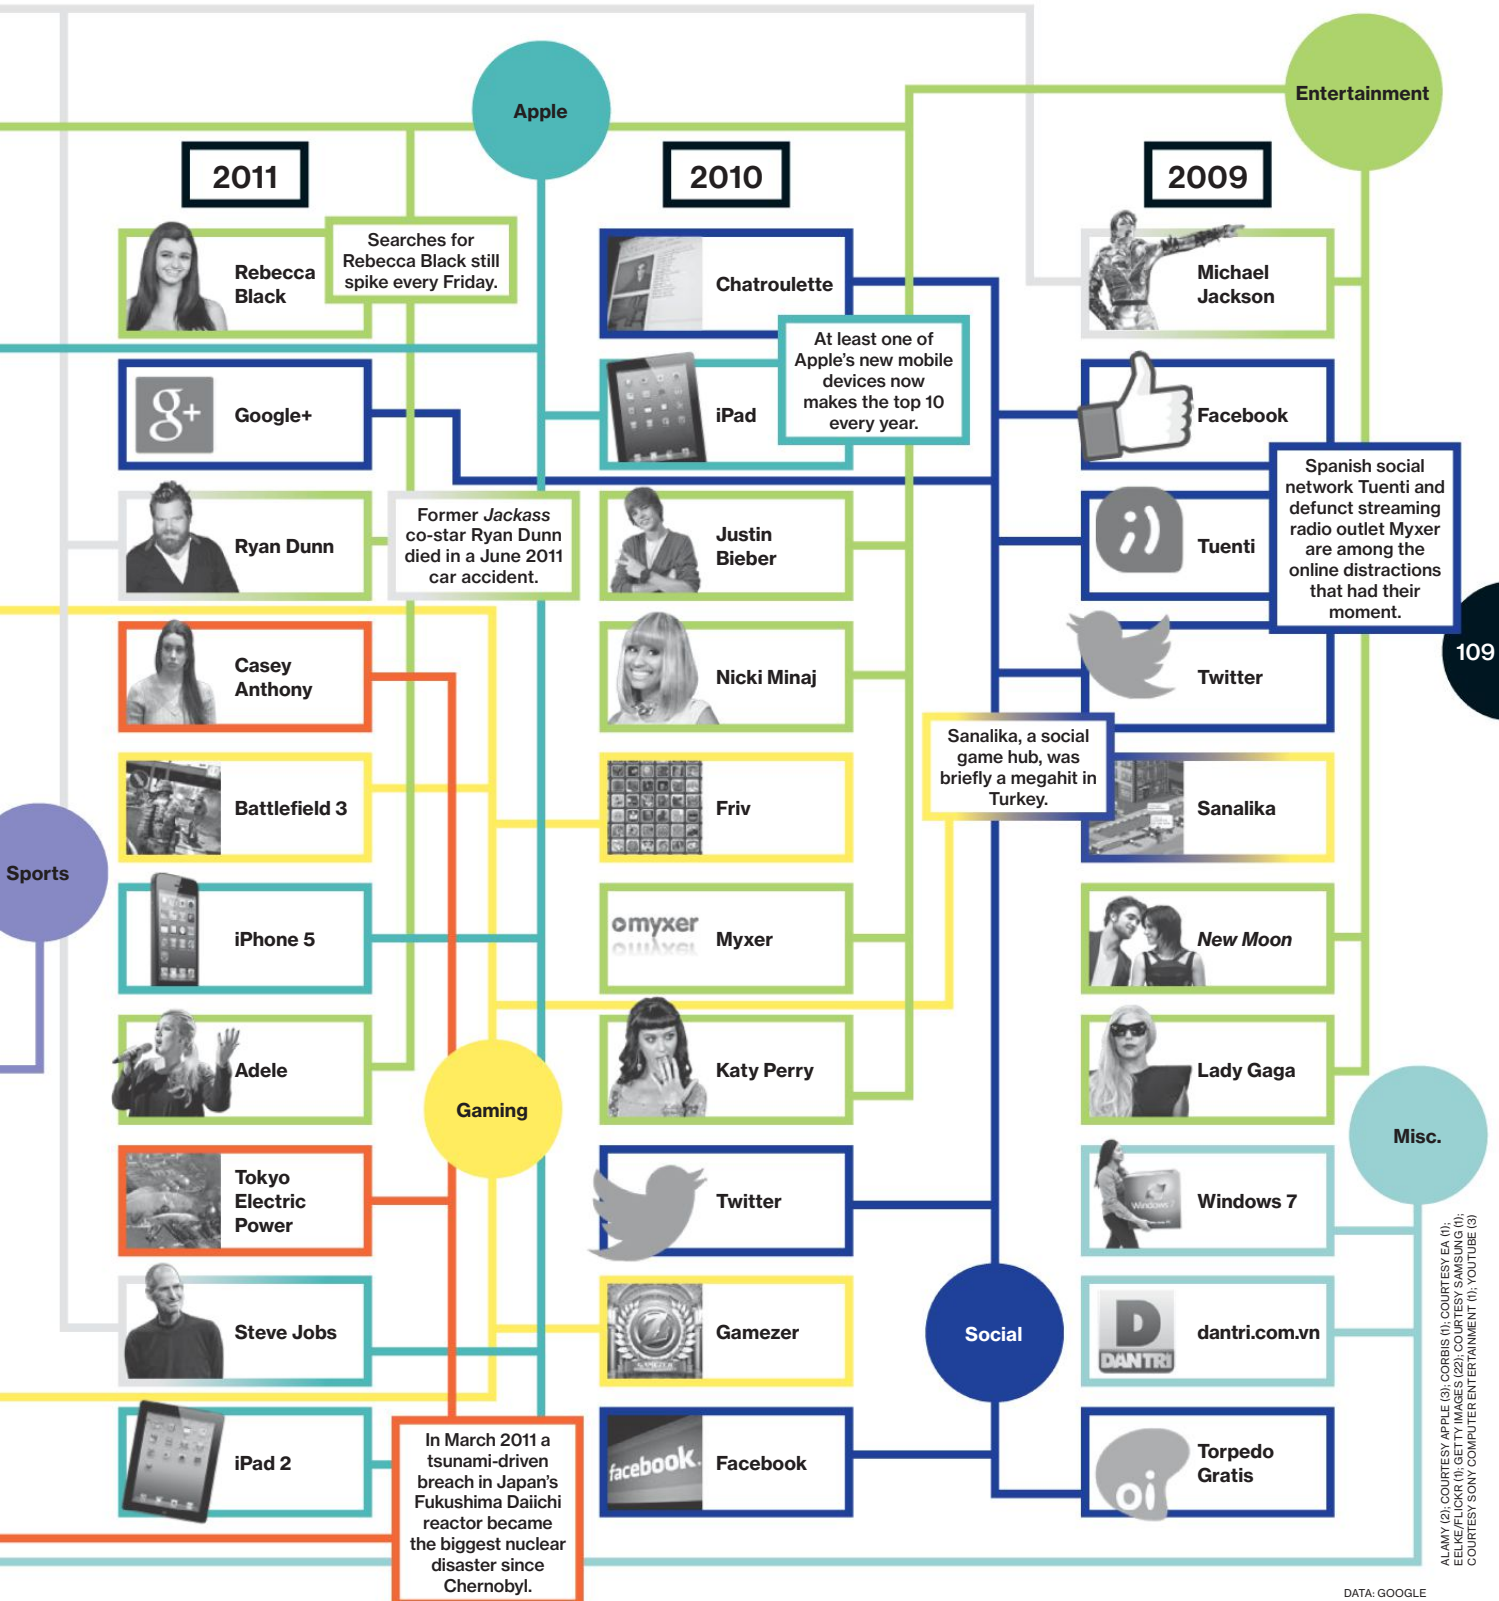 Apple
Entertainment
2011
Rebecca
Black
Searches for
Rebecca Black still
spike every Friday.
g+
Google+
Ryan Dunn
Former Jackass
co-star Ryan Dunn
died in a June 2011
car accident.
Casey
Anthony
Battlefield 3
Sports
iPhone 5
Adele
Gaming
Tokyo
Electric
Power
Steve Jobs
iPad 2
In March 2011 a
tsunami-driven
breach in Japan's
Fukushima Daiichi
reactor became
the biggest nuclear
disaster since
Chernobyl.
2010
Chatroulette
iPad
At least one of
Apple's new mobile
devices now
makes the top 10
every year.
Justin
Bieber
Nicki Minaj
Friv
myxer
Myxer
Katy Perry
Twitter
Gamezer
facebook.
Facebook
Social
2009
Michael
Jackson
Facebook
Tuenti
Spanish social
network Tuenti and
defunct streaming
radio outlet Myxer
are among the
online distractions
that had their
moment.
Twitter
109
Sanalika, a social
game hub, was
briefly a megahit in
Turkey.
Sanalika
New Moon
Lady Gaga
Misc.
Windows 7
Windows 7
D
DANTRI
dantri.com.vn
oi
Torpedo
Gratis
ALAMY (2); COURTESY APPLE (3); CORBIS (1); COURTESY EA (1);
EELKE/FLICKR (1); GETTY IMAGES (22); COURTESY SAMSUNG (1);
COURTESY SONY COMPUTER ENTERTAINMENT (1); YOUTUBE (3)
DATA: GOOGLE